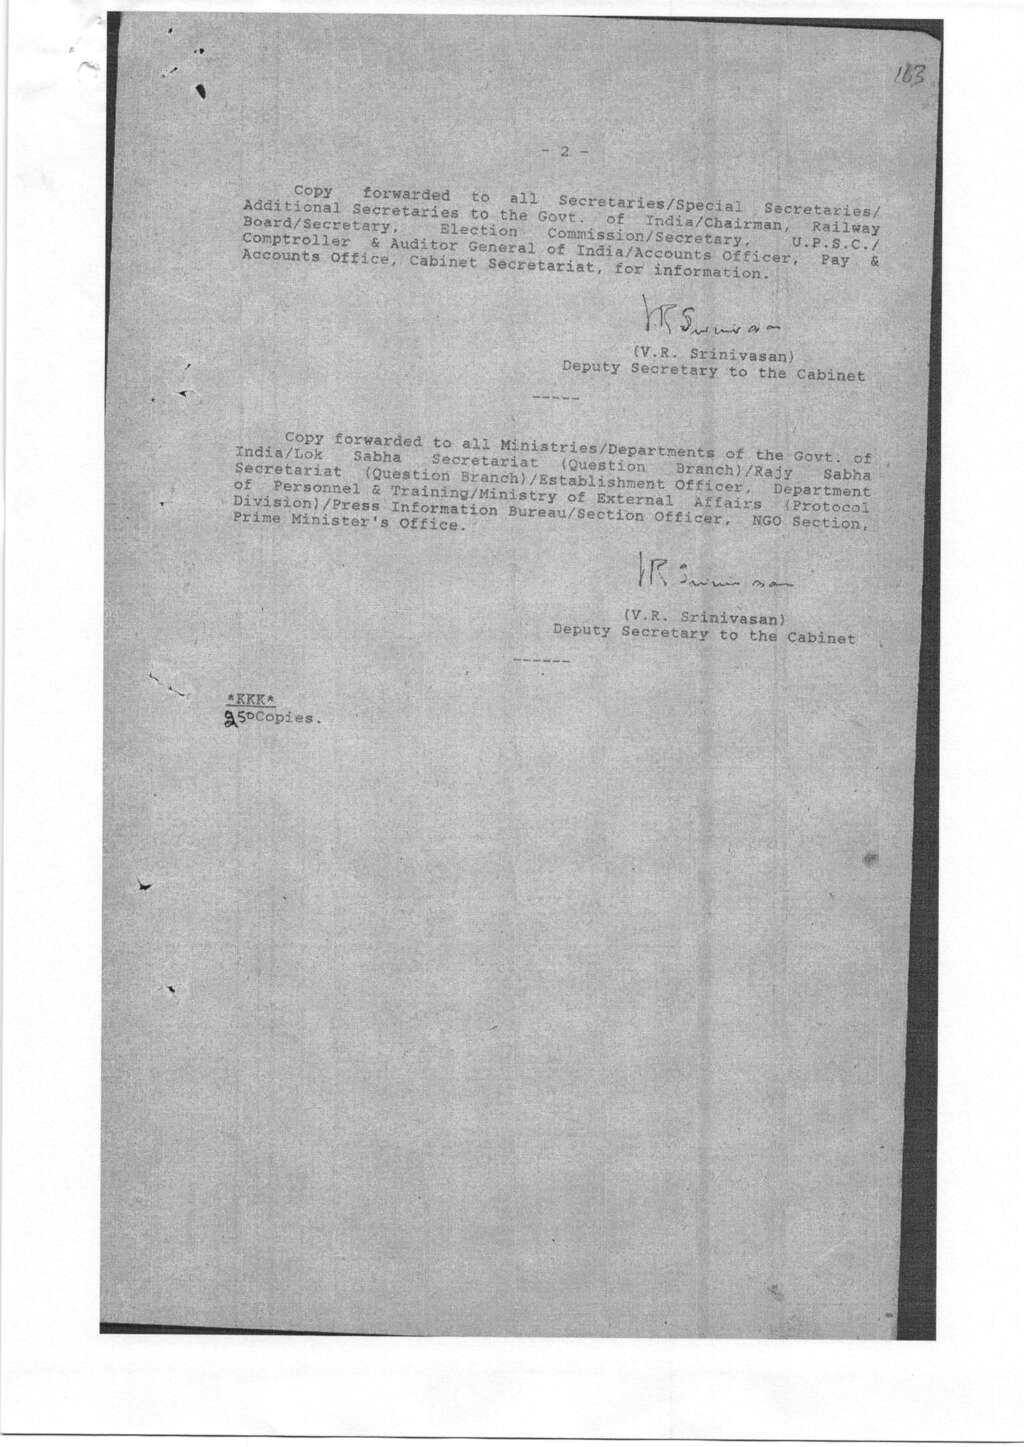 163
- 2 -
Copy forwarded to all Secretaries/Special Secretaries/
Additional Secretaries to the Govt. of India/Chairman, Railway
Board/Secretary, Election Commission/Secretary, U.P.S.C./
Comptroller & Auditor General of India/Accounts Officer, Pay &
Accounts Office, Cabinet Secretariat, for information.
VR Srinivasan
(V.R. Srinivasan)
Deputy Secretary to the Cabinet
-----
Copy forwarded to all Ministries/Departments of the Govt. of
India/Lok Sabha Secretariat (Question Branch)/Rajy Sabha
Secretariat (Question Branch)/Establishment Officer, Department
of Personnel & Training/Ministry of External Affairs (Protocol
Division)/Press Information Bureau/Section Officer, NGO Section,
Prime Minister's Office.
VR Srinivasan
(V.R. Srinivasan)
Deputy Secretary to the Cabinet
------
*KKK*
250Copies.